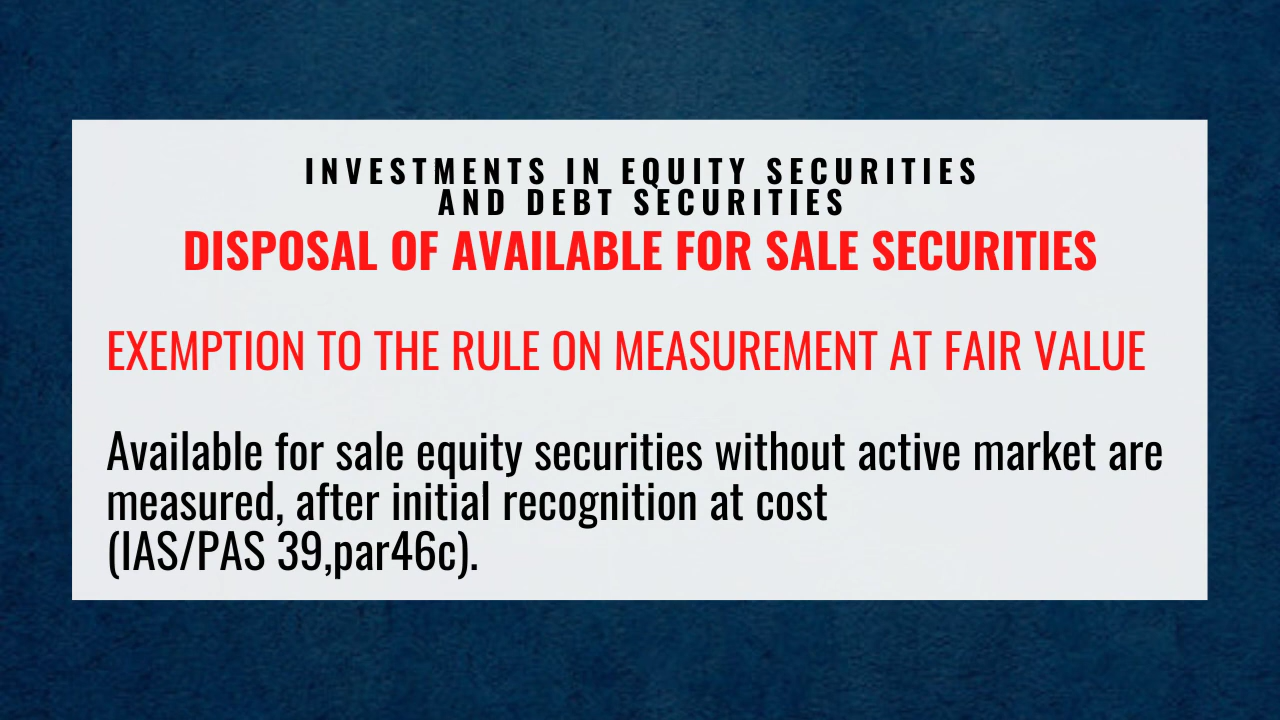 INVESTMENTS IN EQUITY SECURITIES
AND DEBT SECURITIES
DISPOSAL OF AVAILABLE FOR SALE SECURITIES
EXEMPTION TO THE RULE ON MEASUREMENT AT FAIR VALUE
Available for sale equity securities without active market are
measured, after initial recognition at cost
(IAS/PAS 39,par46c).